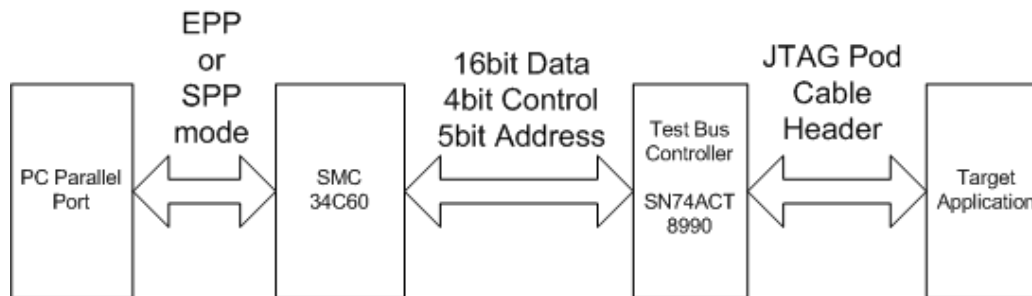 PC Parallel
Port
EPP
or
SPP
mode
SMC
34C60
16bit Data
4bit Control
5bit Address
Test Bus
Controller
SN74ACT
8990
JTAG Pod
Cable
Header
Target
Application